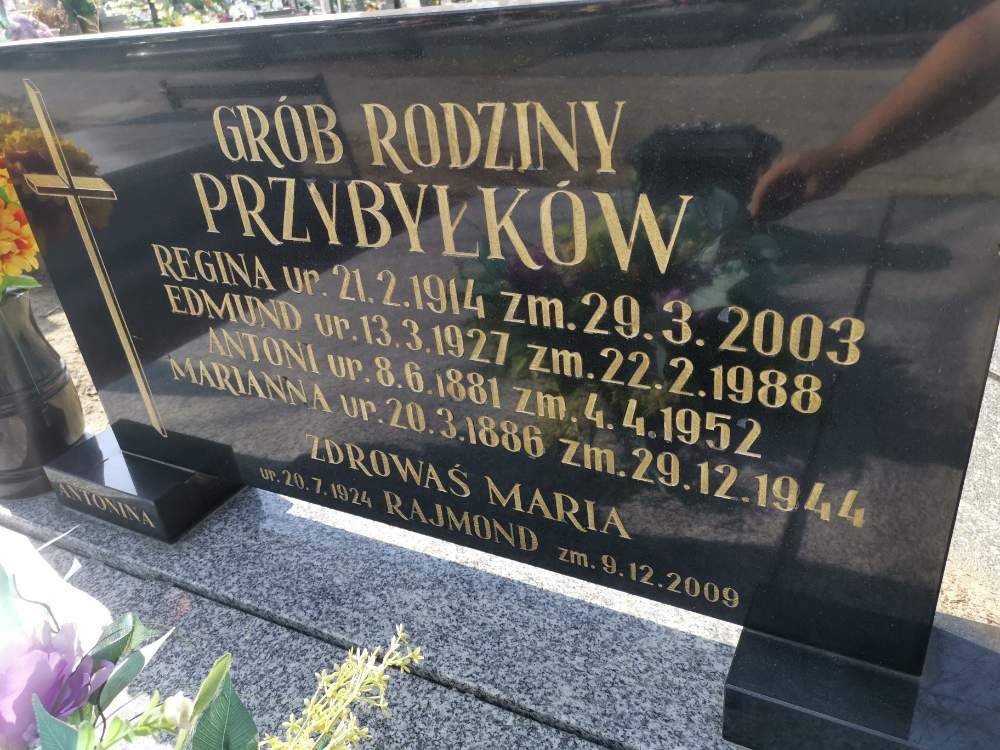 GRÓB RODZINY
PRZYBYŁKÓW
REGINA ur. 21.2.1914 zm. 29.3.2003
EDMUND ur. 13.3.1927 zm. 22.2.1988
ANTONI ur. 8.6.1881 zm. 4.4.1952
MARIANNA ur. 20.3.1886 zm. 29.12.1944
ZDROWAŚ MARIA
ur. 20.7.1924 RAJMOND zm. 9.12.2009
ANTONINA